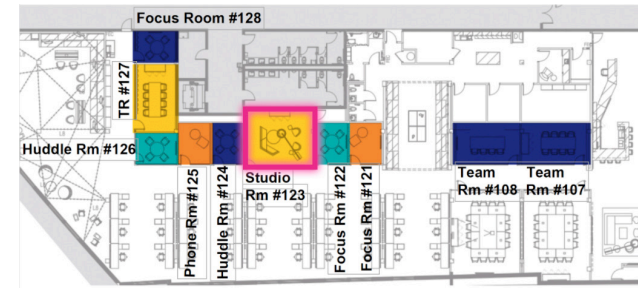 Focus Room #128
TR #127
Huddle Rm #126
Phone Rm #125
Huddle Rm #124
Studio
Rm #123
Focus Rm #122
Focus Rm #121
Team
Rm #108
Team
Rm #107